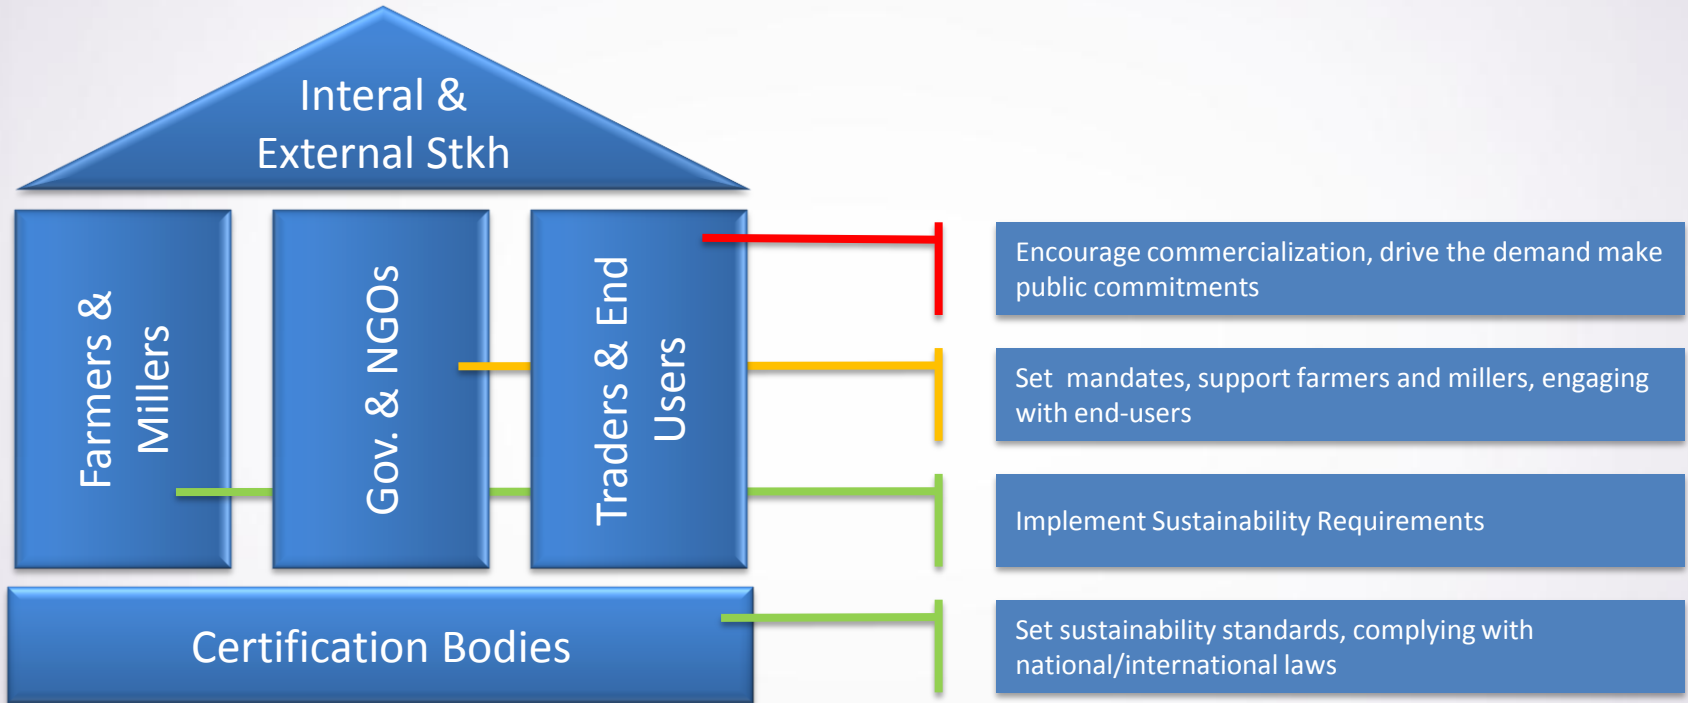 Interal &
External Stkh
Farmers &
Millers
Gov. & NGOs
Traders & End
Users
Certification Bodies
Encourage commercialization, drive the demand make
public commitments
Set  mandates, support farmers and millers, engaging
with end-users
Implement Sustainability Requirements
Set sustainability standards, complying with
national/international laws